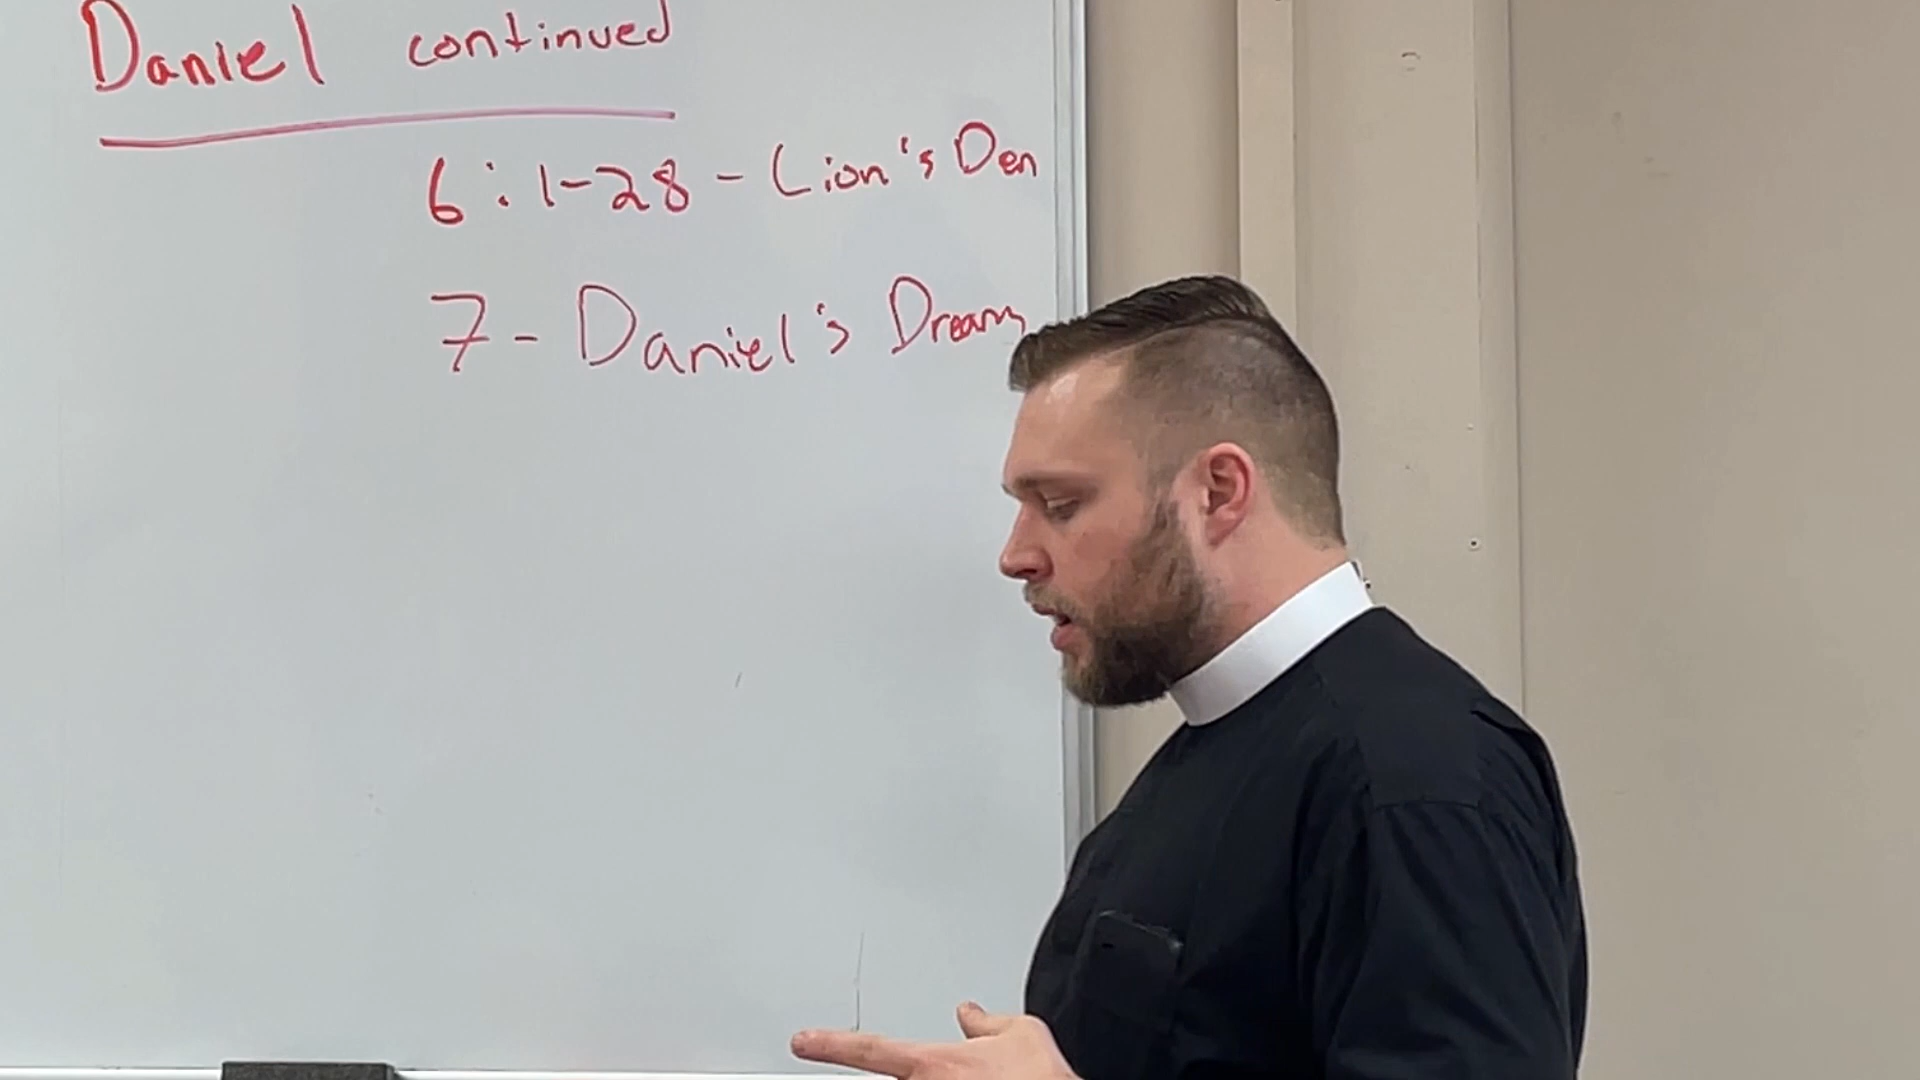 Daniel continued
6:1-28 - Lion's Den
7 - Daniel's Dream